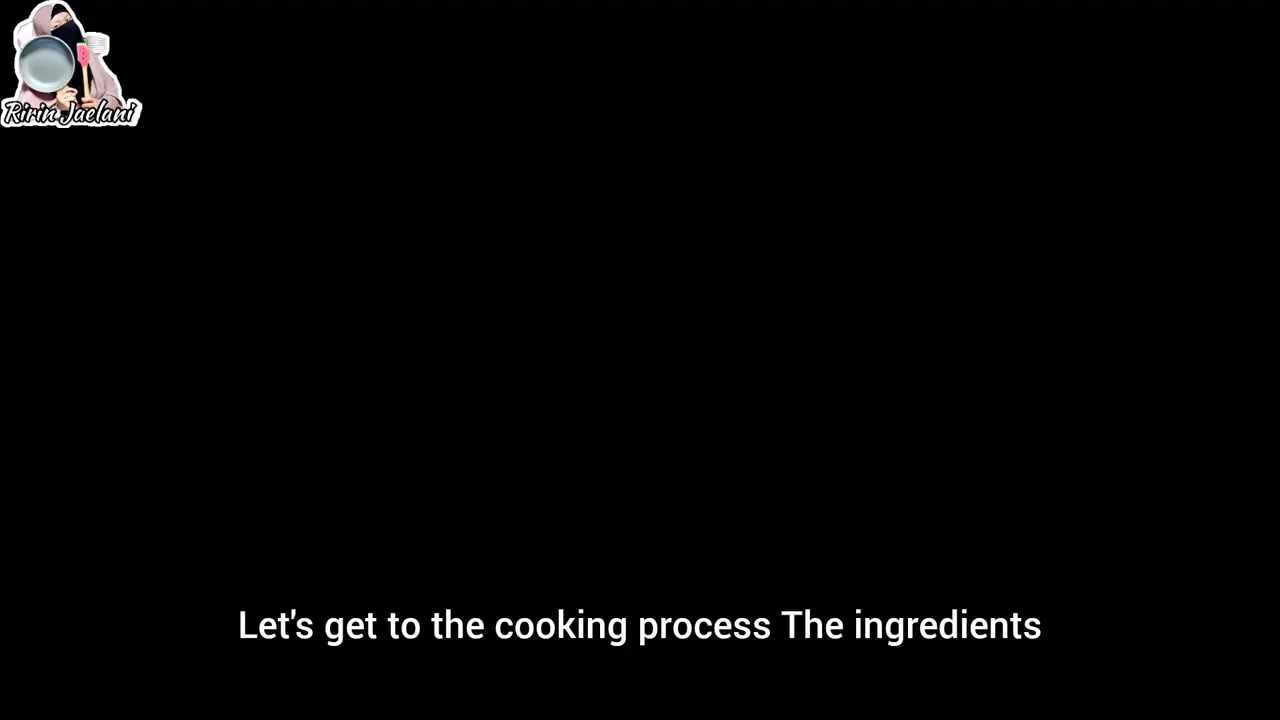 Ririn Jaelani
Let's get to the cooking process The ingredients